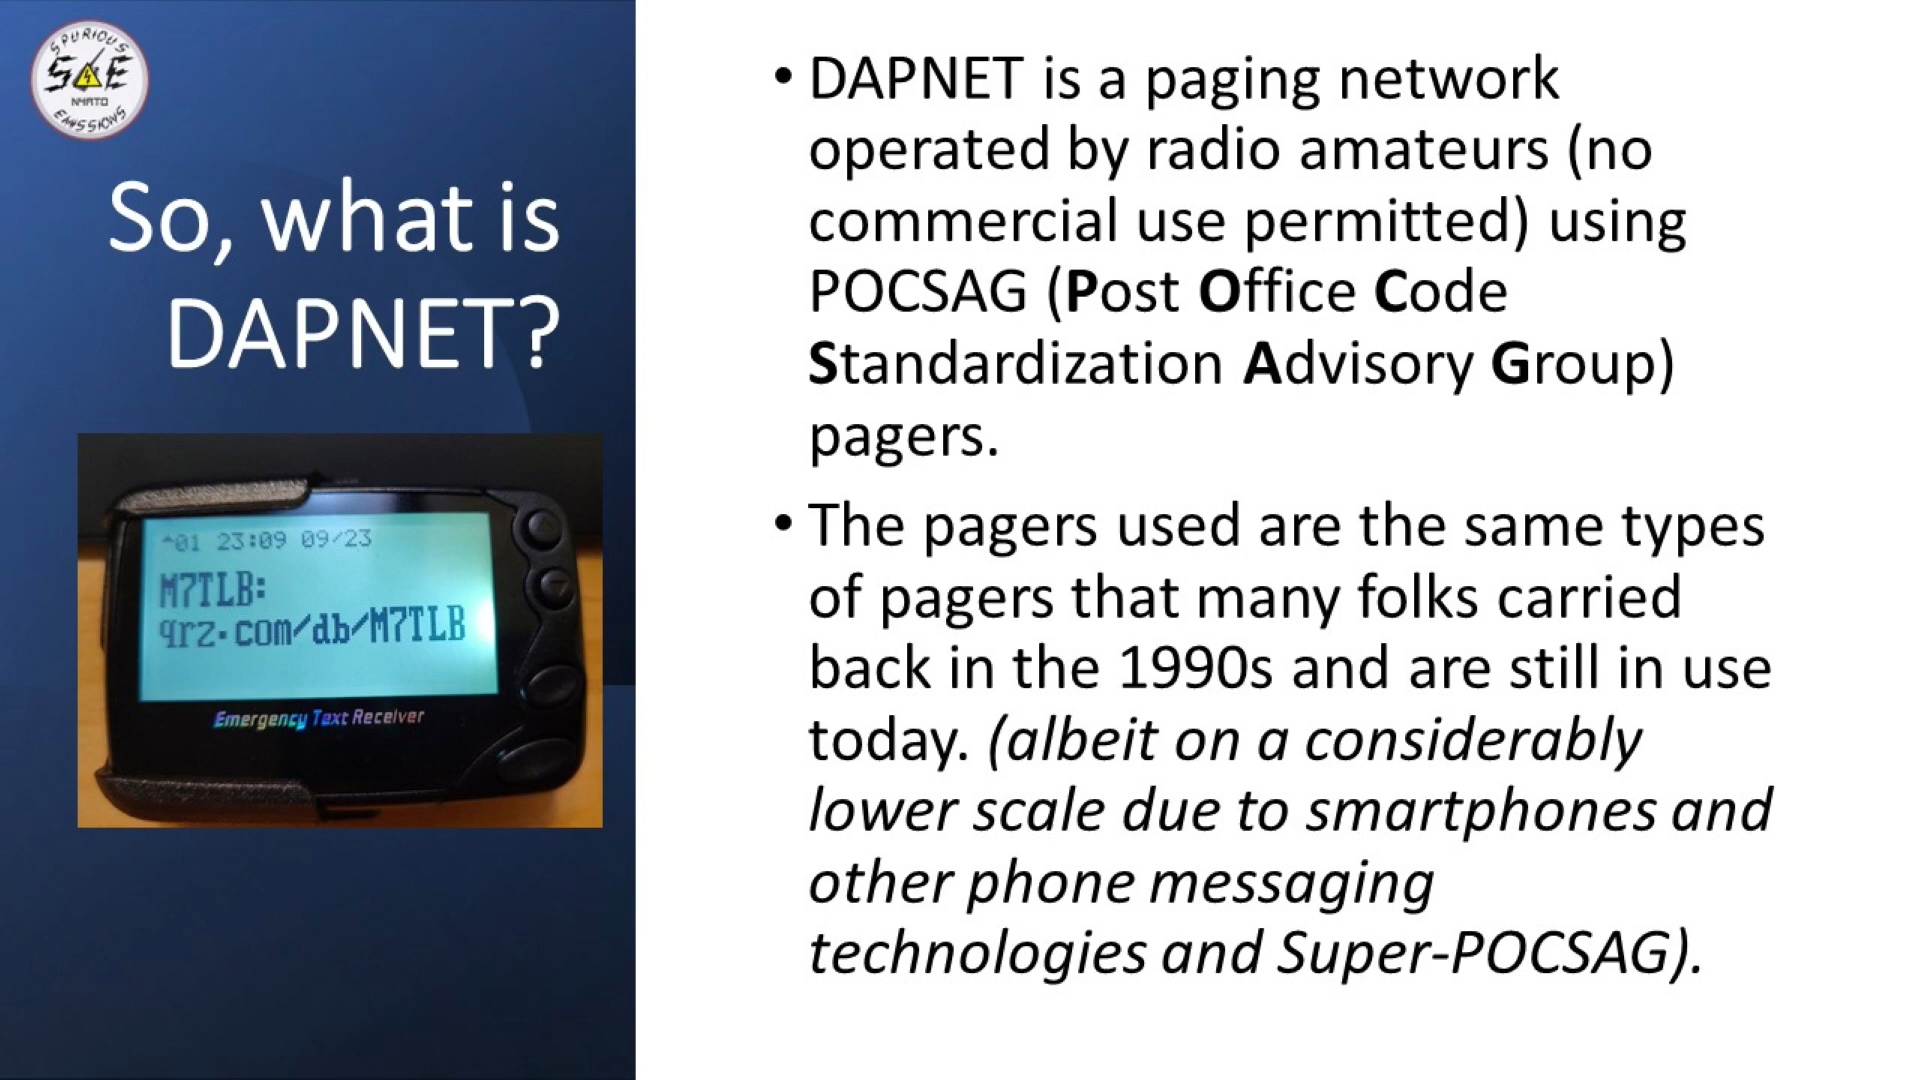 SPURIOUS
S E
N4RTD
EMISSIONS
So, what is
DAPNET?
^01 23:09 09/23
M7TLB:
qrz.com/db/M7TLB
Emergency Text Receiver
• DAPNET is a paging network
operated by radio amateurs (no
commercial use permitted) using
POCSAG (Post Office Code
Standardization Advisory Group)
pagers.
• The pagers used are the same types
of pagers that many folks carried
back in the 1990s and are still in use
today. (albeit on a considerably
lower scale due to smartphones and
other phone messaging
technologies and Super-POCSAG).